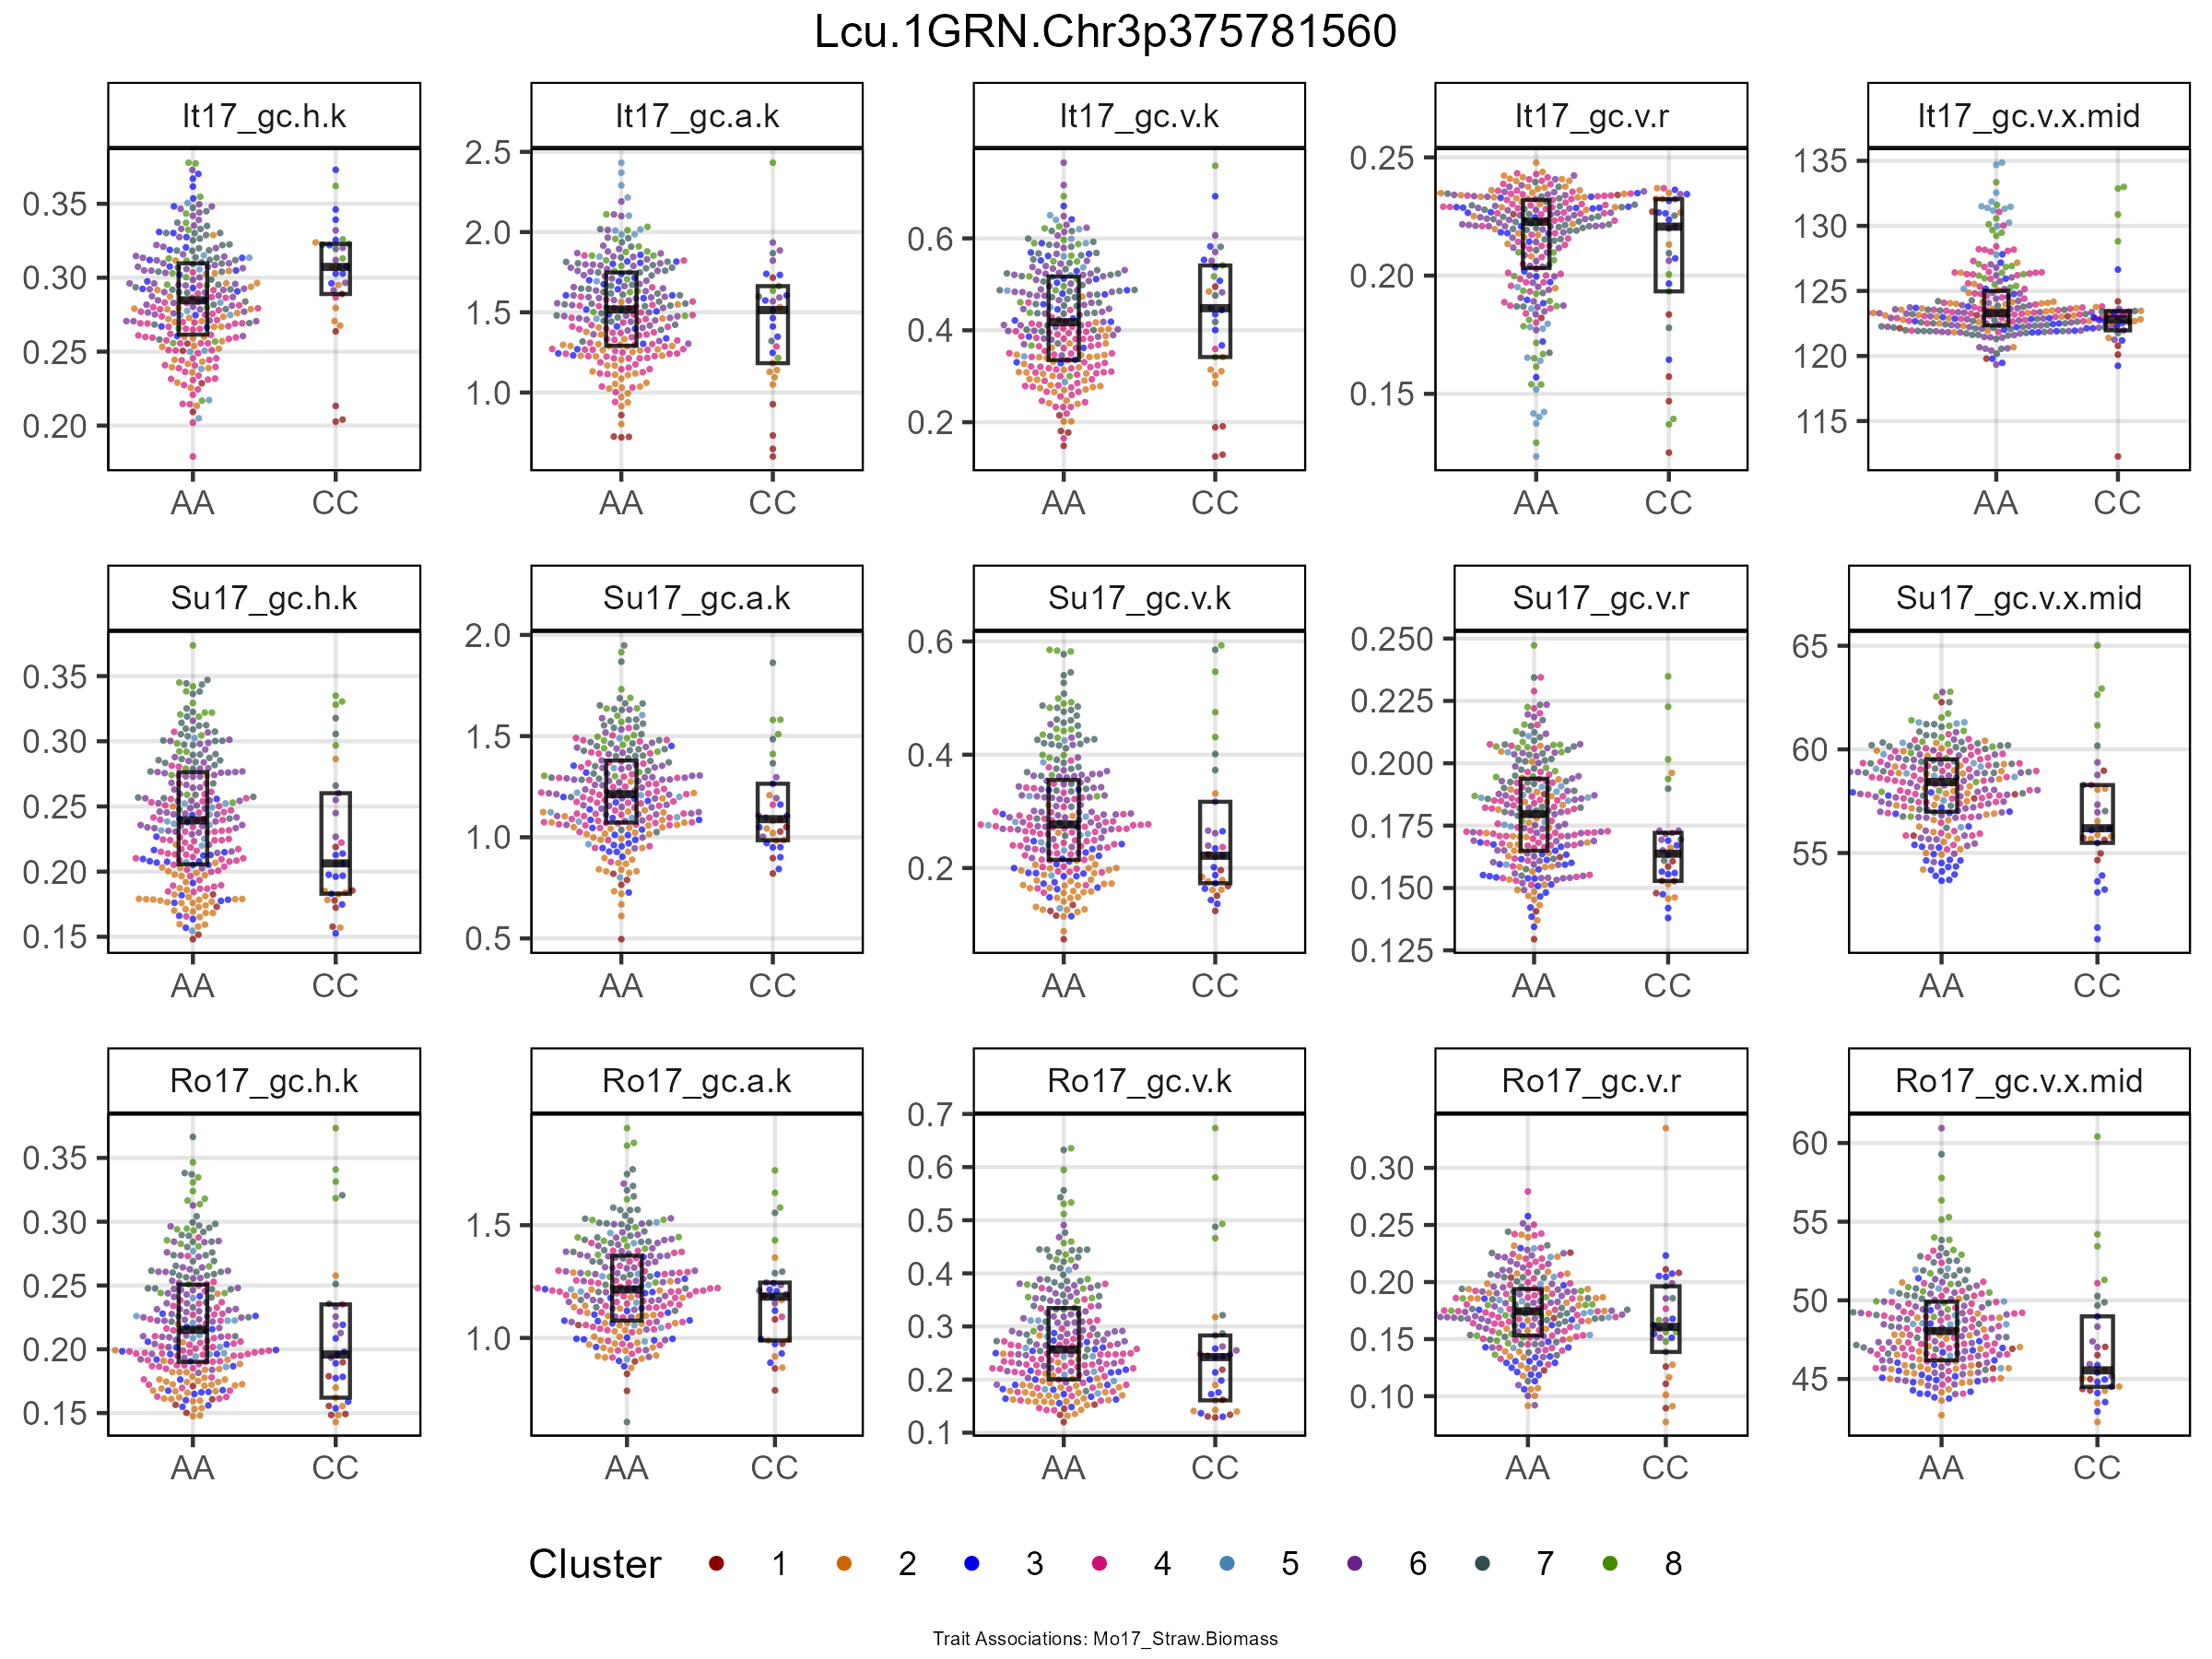 Lcu.1GRN.Chr3p375781560
It17_gc.h.k
It17_gc.a.k
It17_gc.v.k
It17_gc.v.r
It17_gc.v.x.mid
0.35
0.30
0.25
0.20
AA CC
2.5
2.0
1.5
1.0
AA CC
0.6
0.4
0.2
AA CC
0.25
0.20
0.15
AA CC
135
130
125
120
115
AA CC
Su17_gc.h.k
Su17_gc.a.k
Su17_gc.v.k
Su17_gc.v.r
Su17_gc.v.x.mid
0.35
0.30
0.25
0.20
0.15
AA CC
2.0
1.5
1.0
0.5
AA CC
0.6
0.4
0.2
AA CC
0.250
0.225
0.200
0.175
0.150
0.125
AA CC
65
60
55
AA CC
Ro17_gc.h.k
Ro17_gc.a.k
Ro17_gc.v.k
Ro17_gc.v.r
Ro17_gc.v.x.mid
0.35
0.30
0.25
0.20
0.15
AA CC
1.5
1.0
AA CC
0.7
0.6
0.5
0.4
0.3
0.2
0.1
AA CC
0.30
0.25
0.20
0.15
0.10
AA CC
60
55
50
45
AA CC
Cluster 1 2 3 4 5 6 7 8
Trait Associations: Mo17_Straw.Biomass